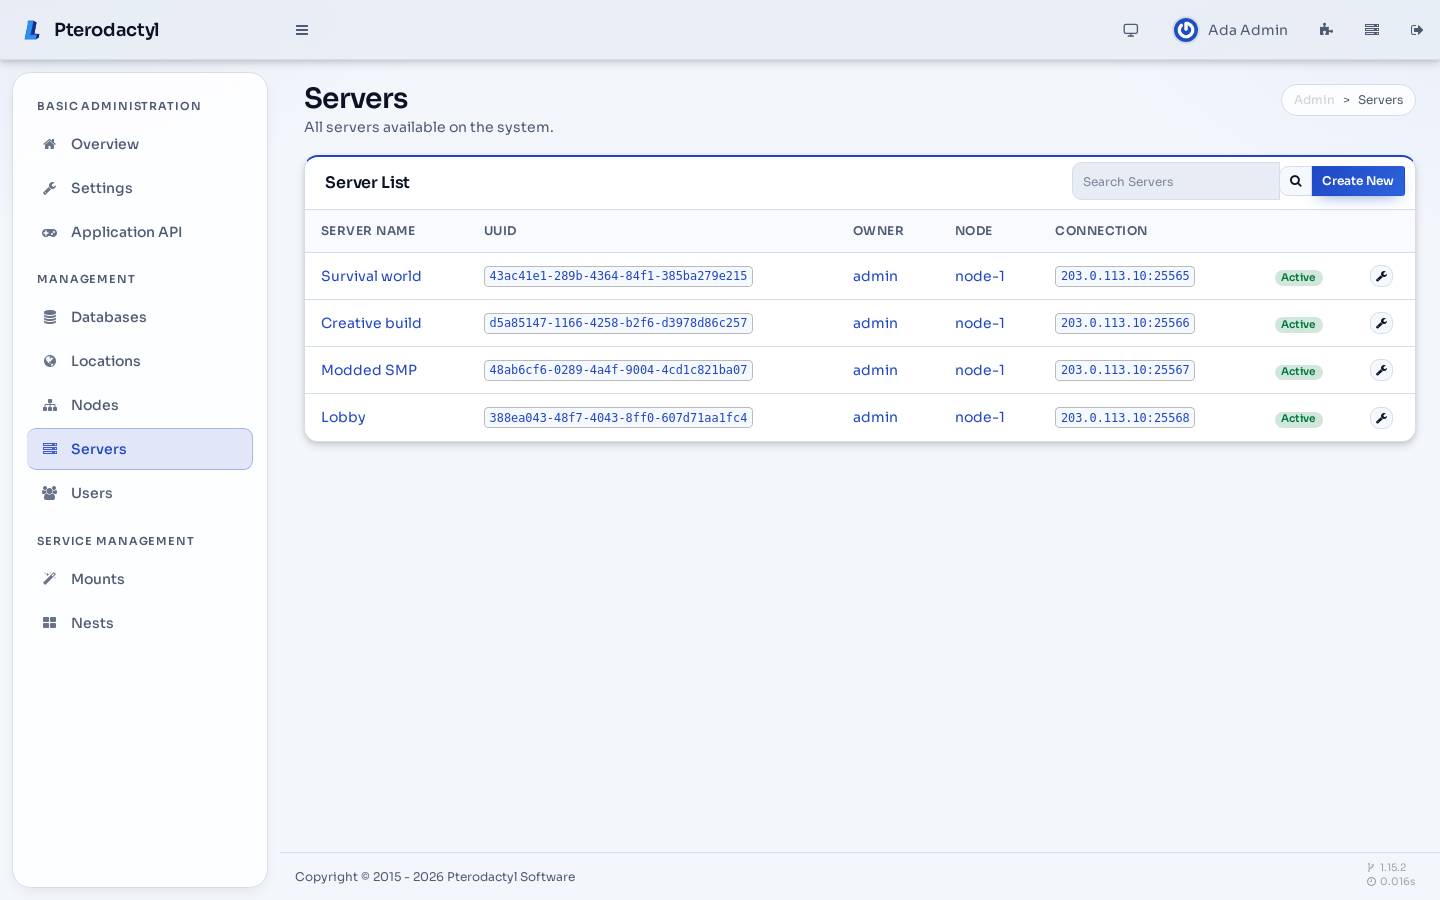 Pterodactyl
Ada Admin
BASIC ADMINISTRATION
Overview
Settings
Application API
MANAGEMENT
Databases
Locations
Nodes
Servers
Users
SERVICE MANAGEMENT
Mounts
Nests
Servers
All servers available on the system.
Admin > Servers
Server List
Search Servers
Create New
SERVER NAME UUID OWNER NODE CONNECTION
Survival world 43ac41e1-289b-4364-84f1-385ba279e215 admin node-1 203.0.113.10:25565 Active
Creative build d5a85147-1166-4258-b2f6-d3978d86c257 admin node-1 203.0.113.10:25566 Active
Modded SMP 48ab6cf6-0289-4a4f-9004-4cd1c821ba07 admin node-1 203.0.113.10:25567 Active
Lobby 388ea043-48f7-4043-8ff0-607d71aa1fc4 admin node-1 203.0.113.10:25568 Active
Copyright © 2015 - 2026 Pterodactyl Software
1.15.2
0.016s